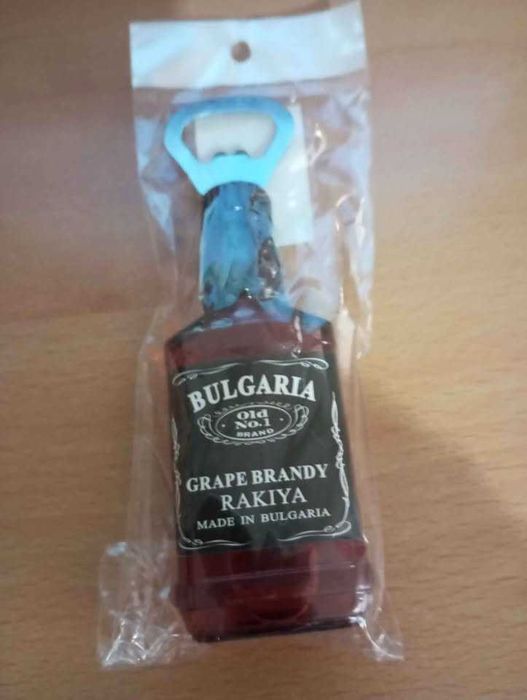 BULGARIA
Old
No.1
BRAND
GRAPE BRANDY
RAKIYA
MADE IN BULGARIA